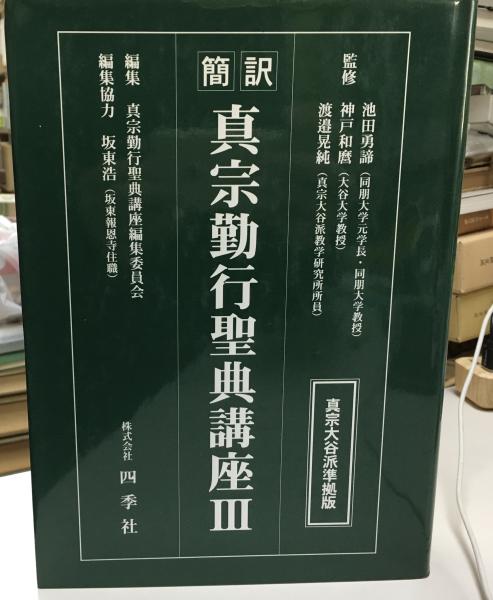 監修 池田勇諦（同朋大学元学長・同朋大学教授）
神戸和麿（大谷大学教授）
渡邉晃純（真宗大谷派教学研究所所員）
真宗大谷派準拠版
簡訳
真宗勤行聖典講座III
編集 真宗勤行聖典講座編集委員会
編集協力 坂東浩（坂東報恩寺住職）
株式会社 四季社